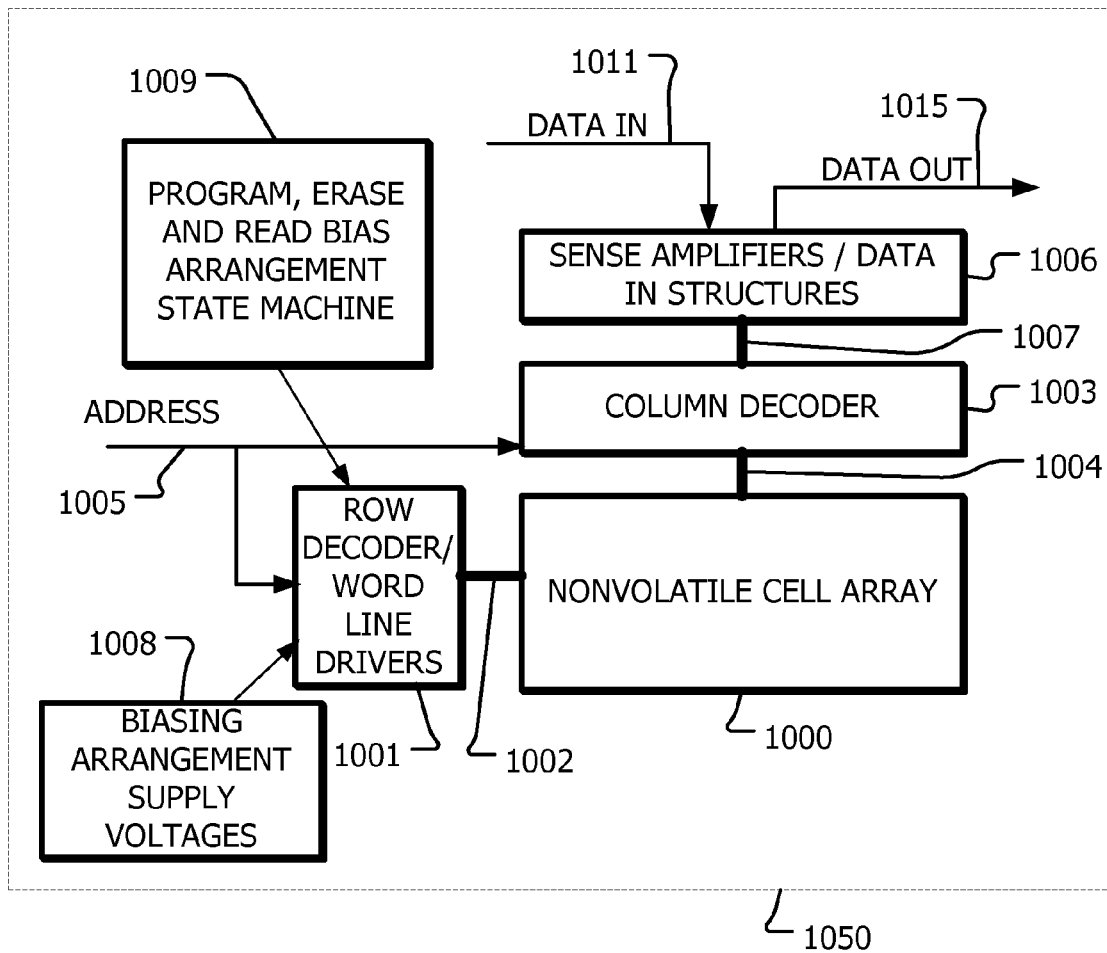 1011
1009
1015
DATA IN
DATA OUT
PROGRAM, ERASE
AND READ BIAS
ARRANGEMENT
STATE MACHINE
SENSE AMPLIFIERS / DATA
IN STRUCTURES
1006
1007
COLUMN DECODER
1003
ADDRESS
1004
1005
ROW
DECODER/
WORD
LINE
DRIVERS
NONVOLATILE CELL ARRAY
1008
BIASING
ARRANGEMENT
SUPPLY
VOLTAGES
1001
1002
1000
1050